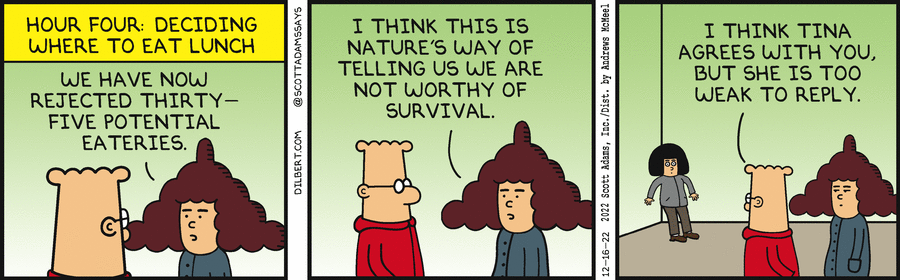 HOUR FOUR: DECIDING
WHERE TO EAT LUNCH
WE HAVE NOW
REJECTED THIRTY–
FIVE POTENTIAL
EATERIES.
DILBERT.COM @SCOTTADAMSSAYS
I THINK THIS IS
NATURE'S WAY OF
TELLING US WE ARE
NOT WORTHY OF
SURVIVAL.
12-16-22 2022 Scott Adams, Inc./Dist. by Andrews McMeel
I THINK TINA
AGREES WITH YOU,
BUT SHE IS TOO
WEAK TO REPLY.